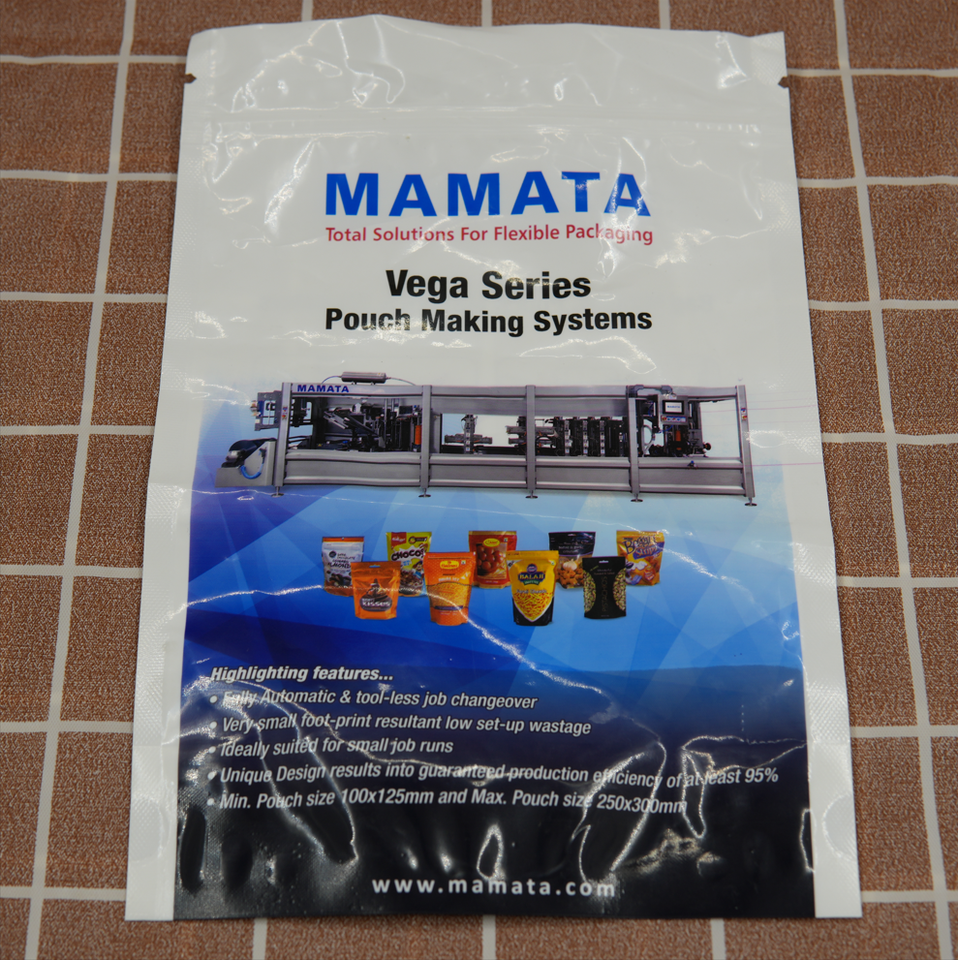 MAMATA
Total Solutions For Flexible Packaging
Vega Series
Pouch Making Systems
MAMATA
CHOCOS
KISSES
BALAJI
Highlighting features...
• Fully Automatic & tool-less job changeover
• Very small foot-print resultant low set-up wastage
• Ideally suited for small job runs
• Unique Design results into guaranteed production efficiency of at least 95%
• Min. Pouch size 100x125mm and Max. Pouch size 250x300mm
www.mamata.com